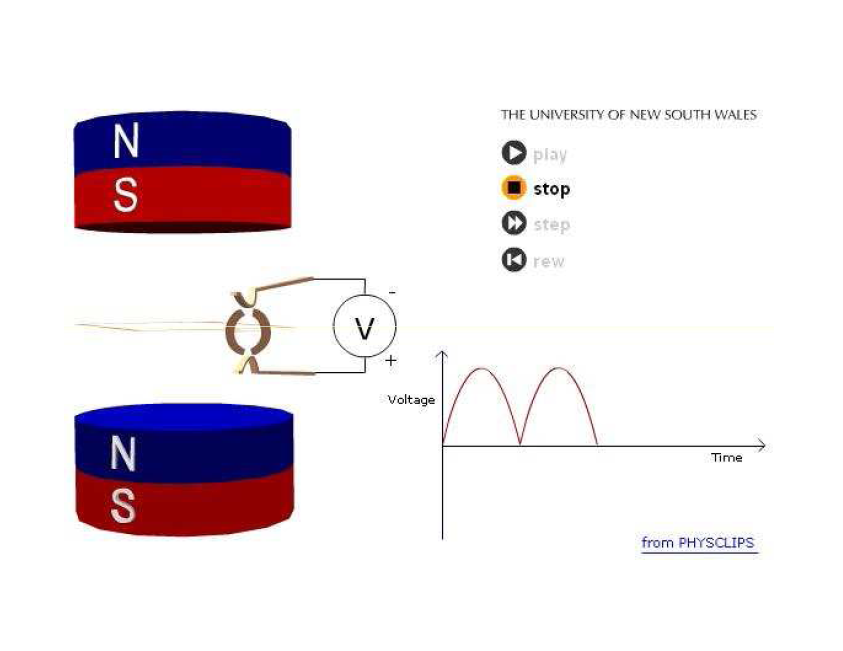 THE UNIVERSITY OF NEW SOUTH WALES
N
S
play
stop
step
rew
-
V
+
Voltage
Time
N
S
from PHYSCLIPS